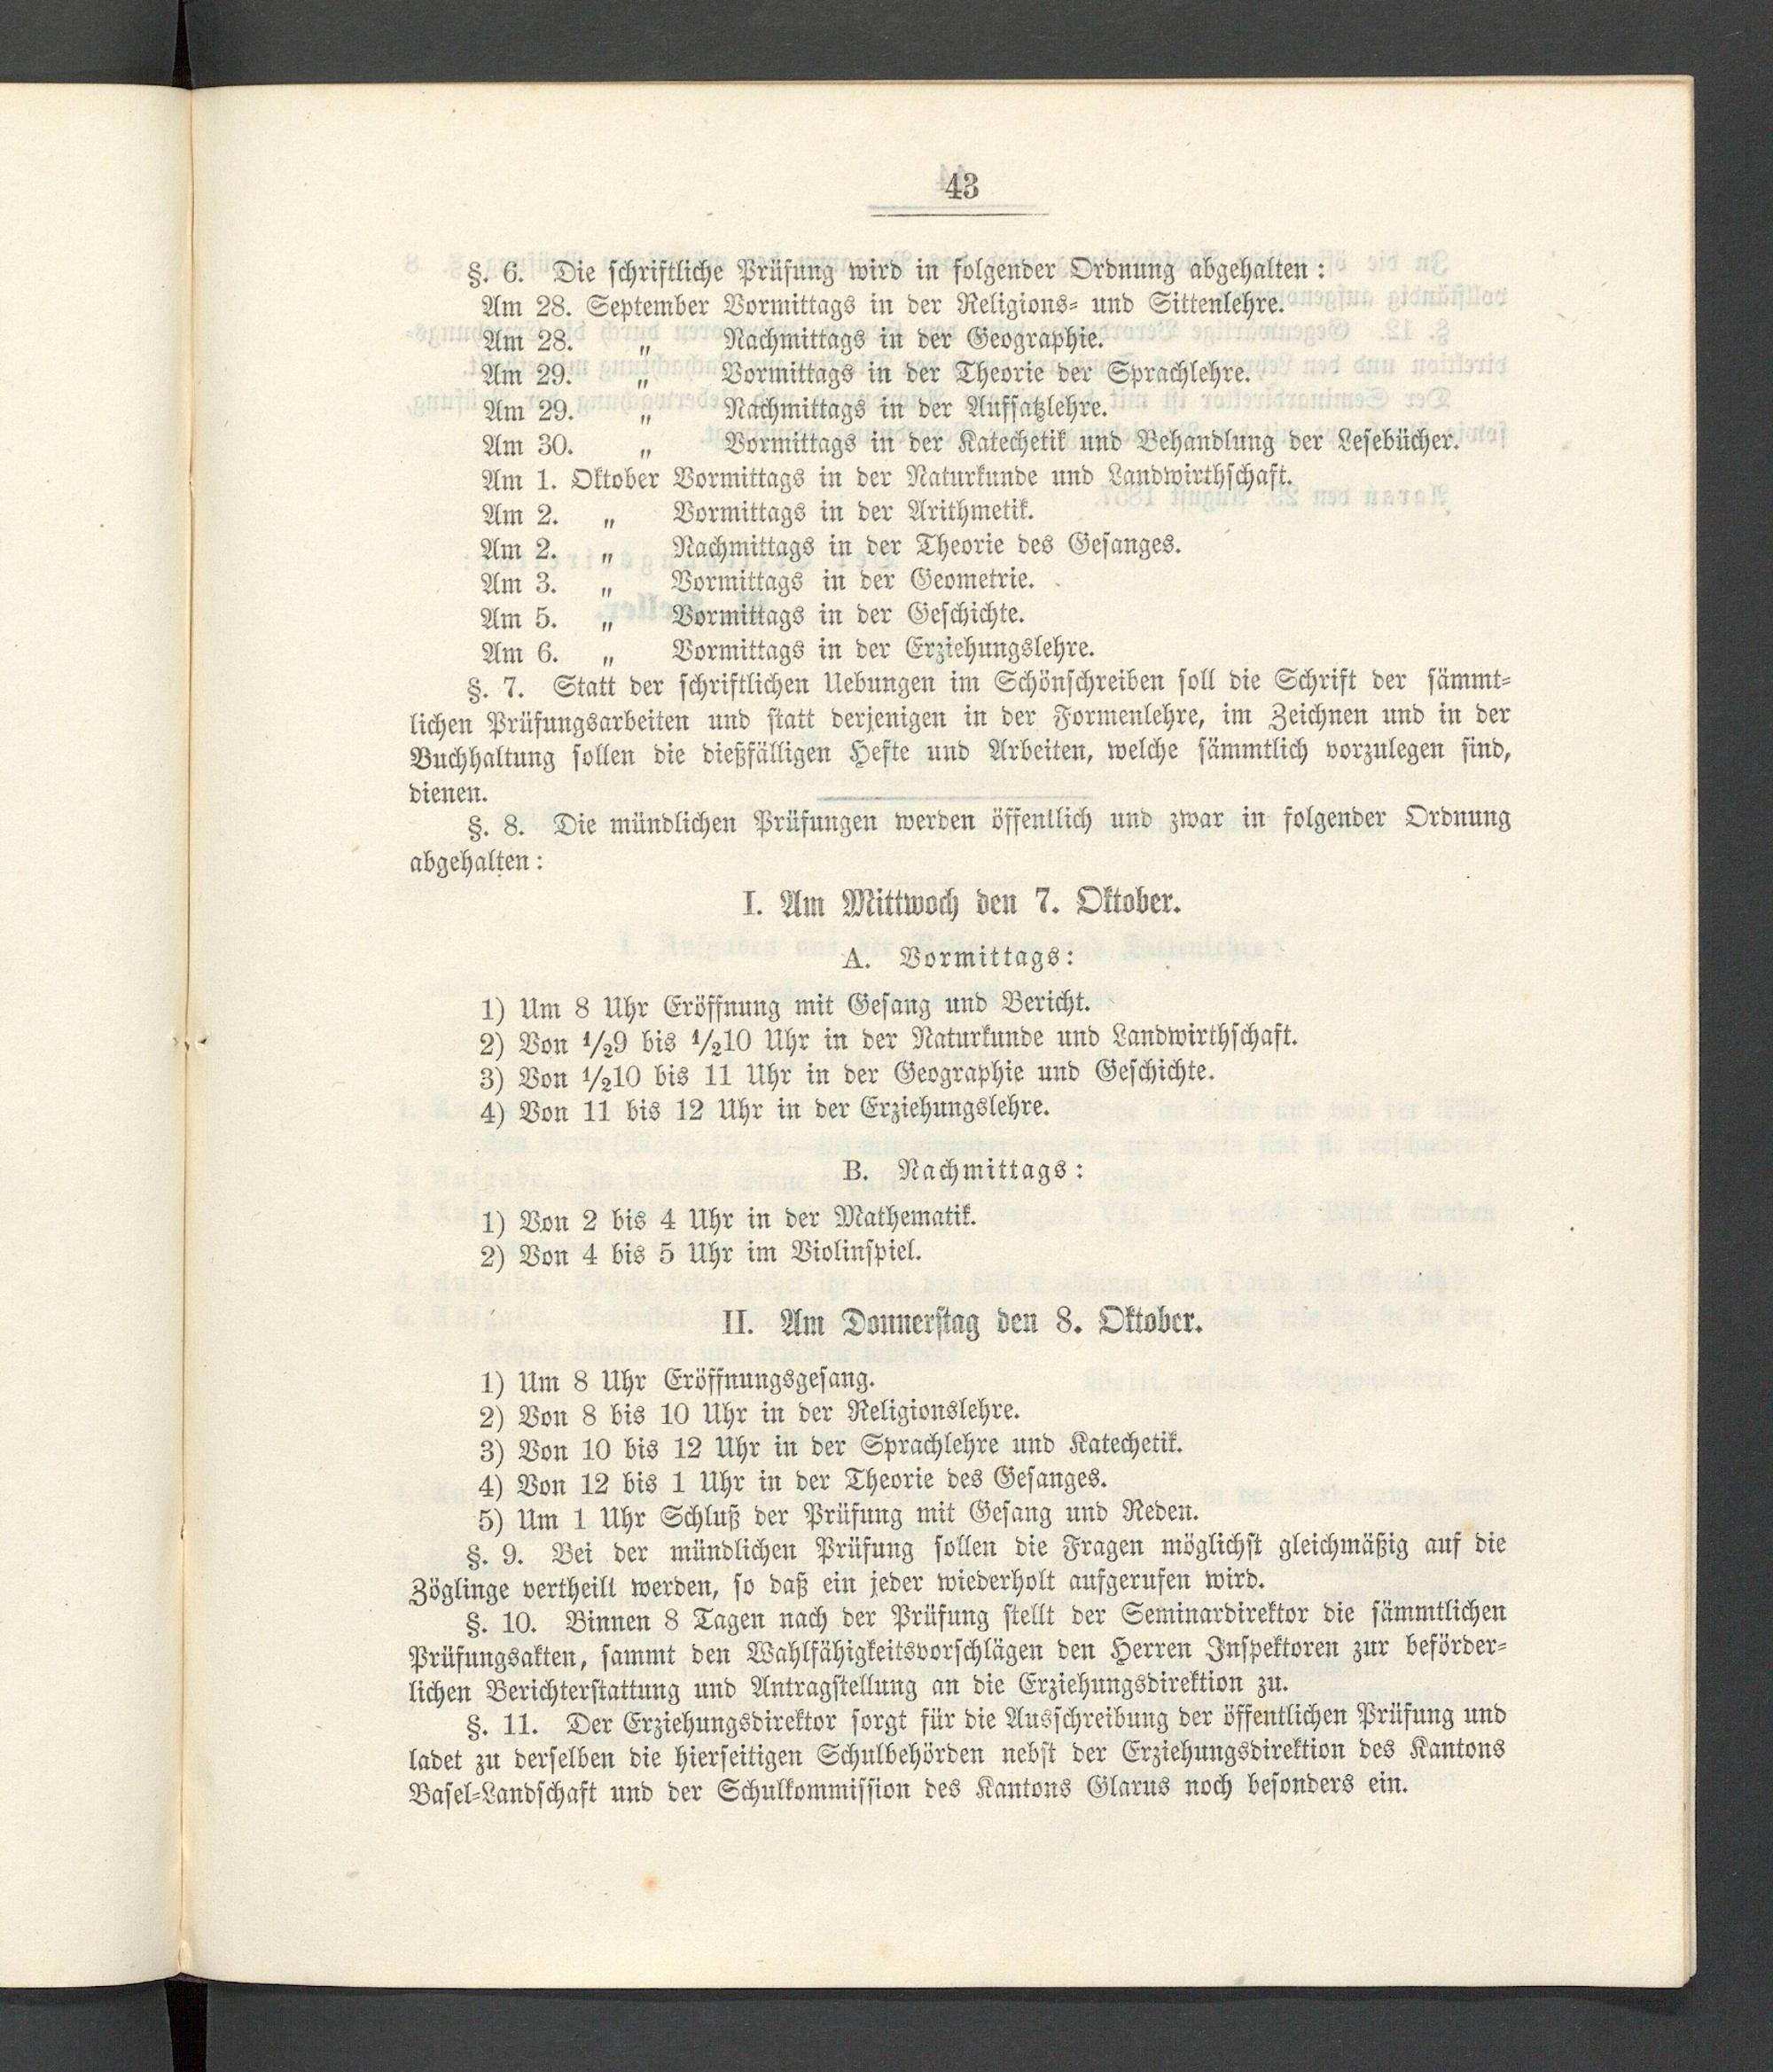 43
§. 6. Die schriftliche Prüfung wird in folgender Ordnung abgehalten :
Am 28. September Vormittags in der Religions- und Sittenlehre.
Am 28. „ Nachmittags in der Geographie.
Am 29. „ Vormittags in der Theorie der Sprachlehre.
Am 29. „ Nachmittags in der Aufsatzlehre.
Am 30. „ Vormittags in der Katechetik und Behandlung der Lesebücher.
Am 1. Oktober Vormittags in der Naturkunde und Landwirthschaft.
Am 2. „ Vormittags in der Arithmetik.
Am 2. „ Nachmittags in der Theorie des Gesanges.
Am 3. „ Vormittags in der Geometrie.
Am 5. „ Vormittags in der Geschichte.
Am 6. „ Vormittags in der Erziehungslehre.
§. 7. Statt der schriftlichen Uebungen im Schönschreiben soll die Schrift der sämmt-
lichen Prüfungsarbeiten und statt derjenigen in der Formenlehre, im Zeichnen und in der
Buchhaltung sollen die dießfälligen Hefte und Arbeiten, welche sämmtlich vorzulegen sind,
dienen.
§. 8. Die mündlichen Prüfungen werden öffentlich und zwar in folgender Ordnung
abgehalten :
I. Am Mittwoch den 7. Oktober.
A. Vormittags:
1) Um 8 Uhr Eröffnung mit Gesang und Bericht.
2) Von 1/29 bis 1/210 Uhr in der Naturkunde und Landwirthschaft.
3) Von 1/210 bis 11 Uhr in der Geographie und Geschichte.
4) Von 11 bis 12 Uhr in der Erziehungslehre.
B. Nachmittags:
1) Von 2 bis 4 Uhr in der Mathematik.
2) Von 4 bis 5 Uhr im Violinspiel.
II. Am Donnerstag den 8. Oktober.
1) Um 8 Uhr Eröffnungsgesang.
2) Von 8 bis 10 Uhr in der Religionslehre.
3) Von 10 bis 12 Uhr in der Sprachlehre und Katechetik.
4) Von 12 bis 1 Uhr in der Theorie des Gesanges.
5) Um 1 Uhr Schluß der Prüfung mit Gesang und Reden.
§. 9. Bei der mündlichen Prüfung sollen die Fragen möglichst gleichmäßig auf die
Zöglinge vertheilt werden, so daß ein jeder wiederholt aufgerufen wird.
§. 10. Binnen 8 Tagen nach der Prüfung stellt der Seminardirektor die sämmtlichen
Prüfungsakten, sammt den Wahlfähigkeitsvorschlägen den Herren Inspektoren zur beförder-
lichen Berichterstattung und Antragstellung an die Erziehungsdirektion zu.
§. 11. Der Erziehungsdirektor sorgt für die Ausschreibung der öffentlichen Prüfung und
ladet zu derselben die hierseitigen Schulbehörden nebst der Erziehungsdirektion des Kantons
Basel-Landschaft und der Schulkommission des Kantons Glarus noch besonders ein.